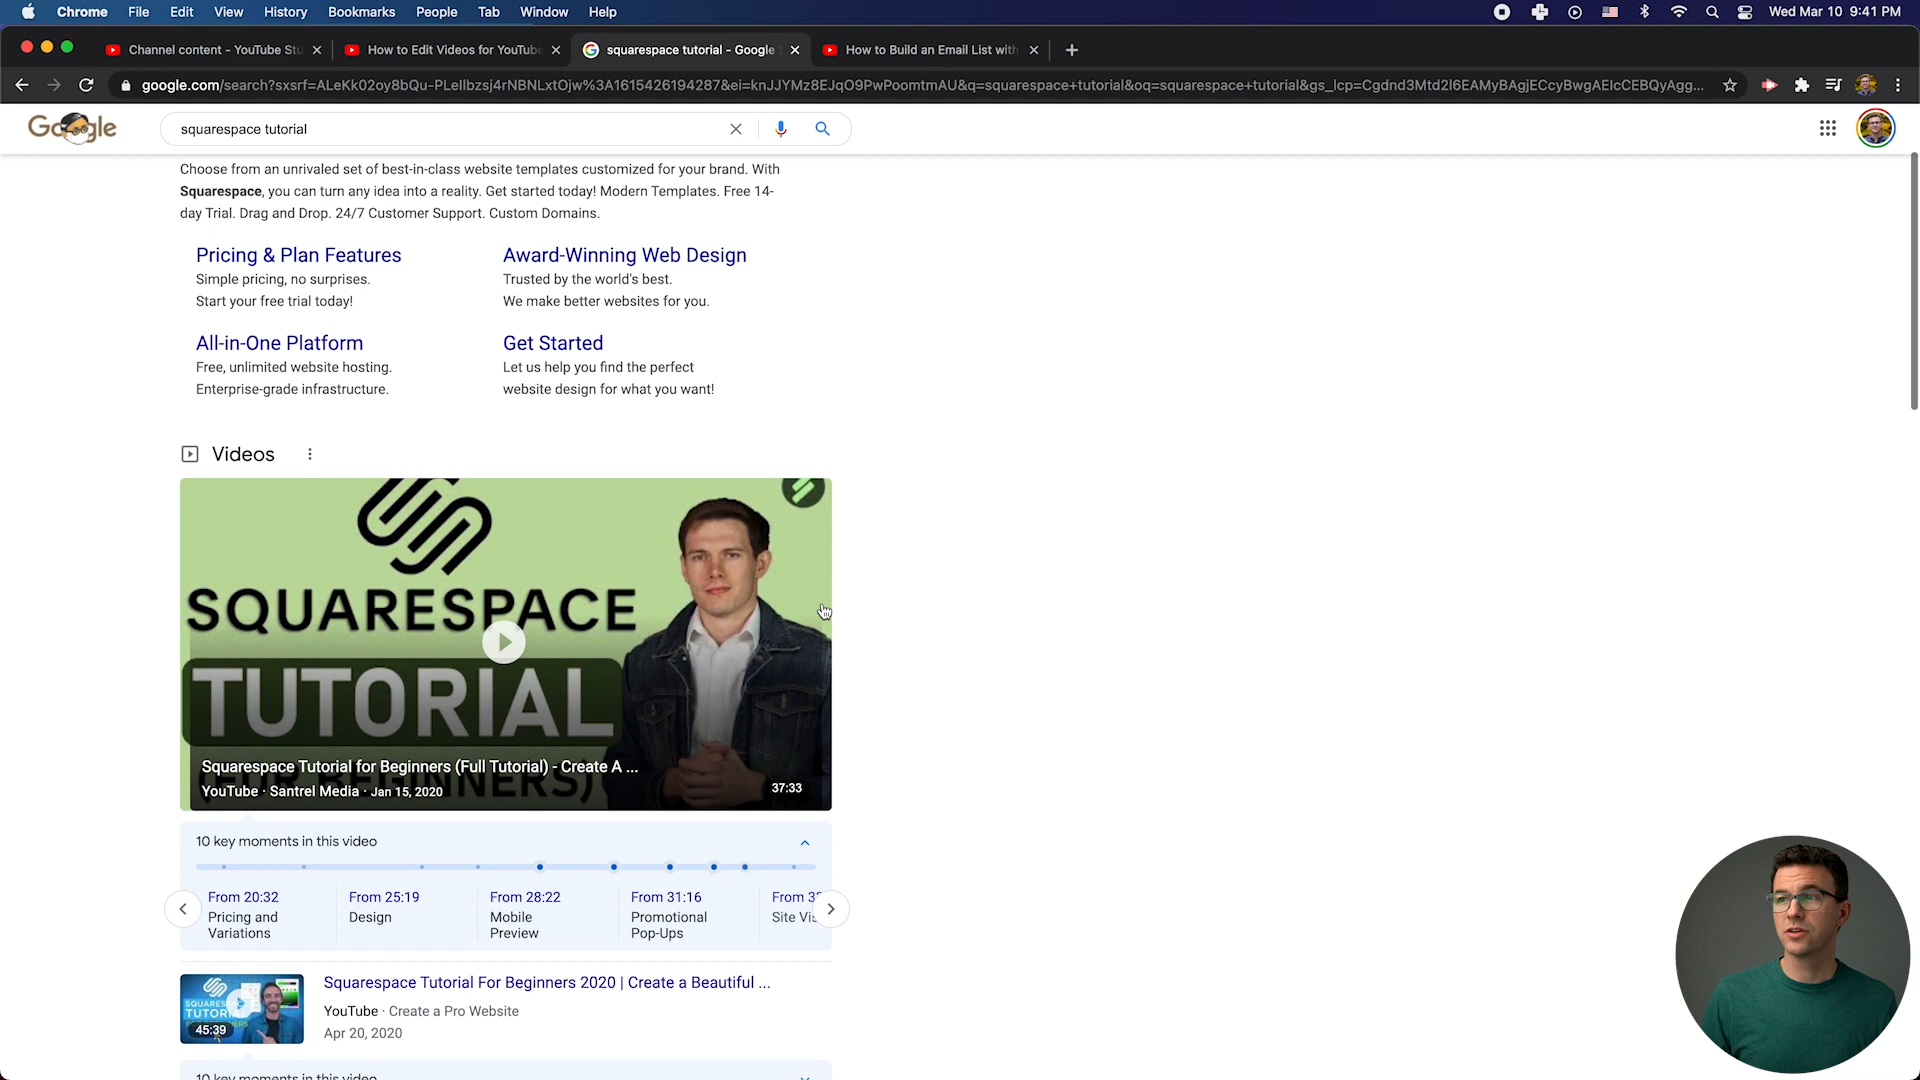 Chrome File Edit View History Bookmarks People Tab Window Help Wed Mar 10 9:41 PM
Channel content - YouTube Stu
How to Edit Videos for YouTube
squarespace tutorial - Google
How to Build an Email List with
google.com/search?sxsrf=ALeKk02oy8bQu-PLellbzsj4rNBNLxtOjw%3A1615426194287&ei=knJJYMz8EJqO9PwPoomtmAU&q=squarespace+tutorial&oq=squarespace+tutorial&gs_lcp=Cgdnd3Mtd2l6EAMyBAgjECcyBwgAElcCEBQyAgg...
Google
squarespace tutorial
Choose from an unrivaled set of best-in-class website templates customized for your brand. With
Squarespace, you can turn any idea into a reality. Get started today! Modern Templates. Free 14-
day Trial. Drag and Drop. 24/7 Customer Support. Custom Domains.
Pricing & Plan Features
Simple pricing, no surprises.
Start your free trial today!
Award-Winning Web Design
Trusted by the world's best.
We make better websites for you.
All-in-One Platform
Free, unlimited website hosting.
Enterprise-grade infrastructure.
Get Started
Let us help you find the perfect
website design for what you want!
Videos
SQUARESPACE
TUTORIAL
(FOR BEGINNERS)
Squarespace Tutorial for Beginners (Full Tutorial) - Create A ...
YouTube · Santrel Media · Jan 15, 2020
37:33
10 key moments in this video
From 20:32
Pricing and
Variations
From 25:19
Design
From 28:22
Mobile
Preview
From 31:16
Promotional
Pop-Ups
From 3
Site Vis
SQUARES
TUTOR
45:39
Squarespace Tutorial For Beginners 2020 | Create a Beautiful ...
YouTube · Create a Pro Website
Apr 20, 2020
10 key moments in this video